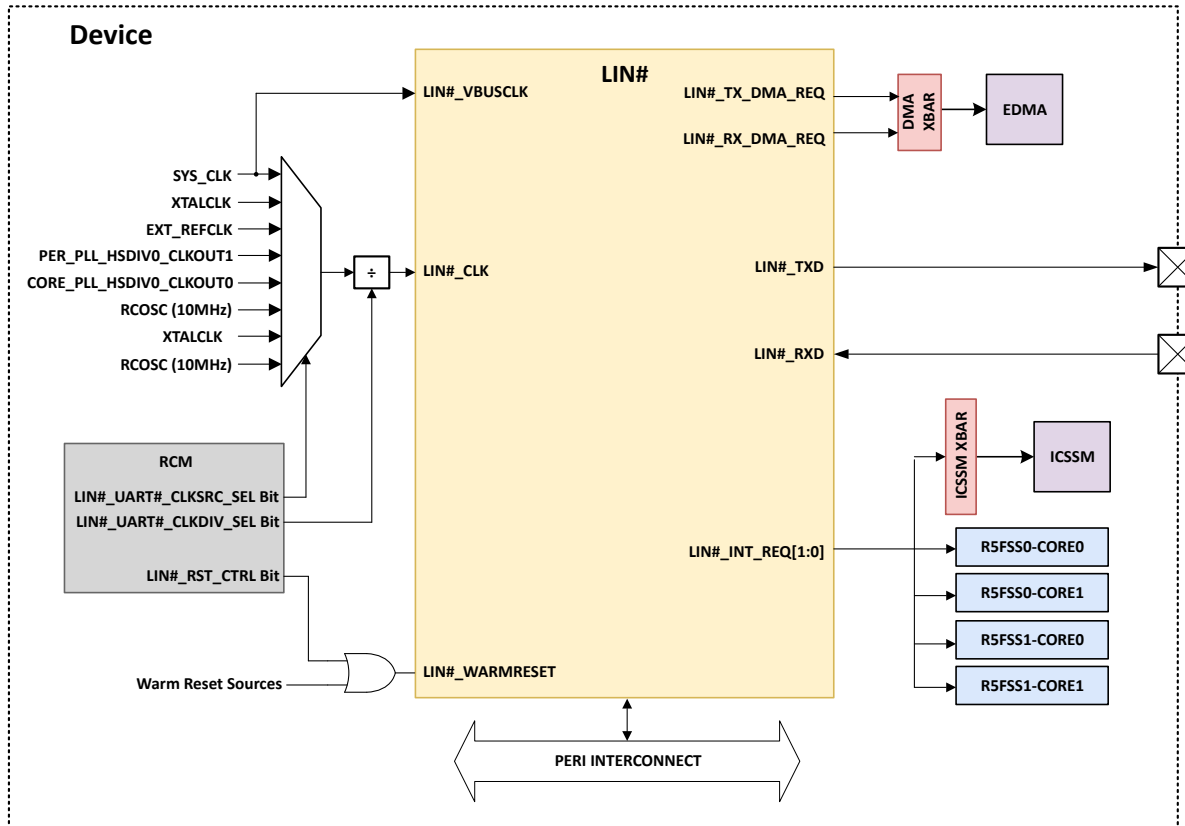 Device
LIN#
LIN#_VBUSCLK
LIN#_TX_DMA_REQ
LIN#_RX_DMA_REQ
DMA
XBAR
EDMA
SYS_CLK
XTALCLK
EXT_REFCLK
PER_PLL_HSDIV0_CLKOUT1
CORE_PLL_HSDIV0_CLKOUT0
RCOSC (10MHz)
XTALCLK
RCOSC (10MHz)
÷
LIN#_CLK
LIN#_TXD
LIN#_RXD
RCM
LIN#_UART#_CLKSRC_SEL Bit
LIN#_UART#_CLKDIV_SEL Bit
LIN#_RST_CTRL Bit
ICSSM XBAR
ICSSM
LIN#_INT_REQ[1:0]
R5FSS0-CORE0
R5FSS0-CORE1
R5FSS1-CORE0
R5FSS1-CORE1
Warm Reset Sources
LIN#_WARMRESET
PERI INTERCONNECT